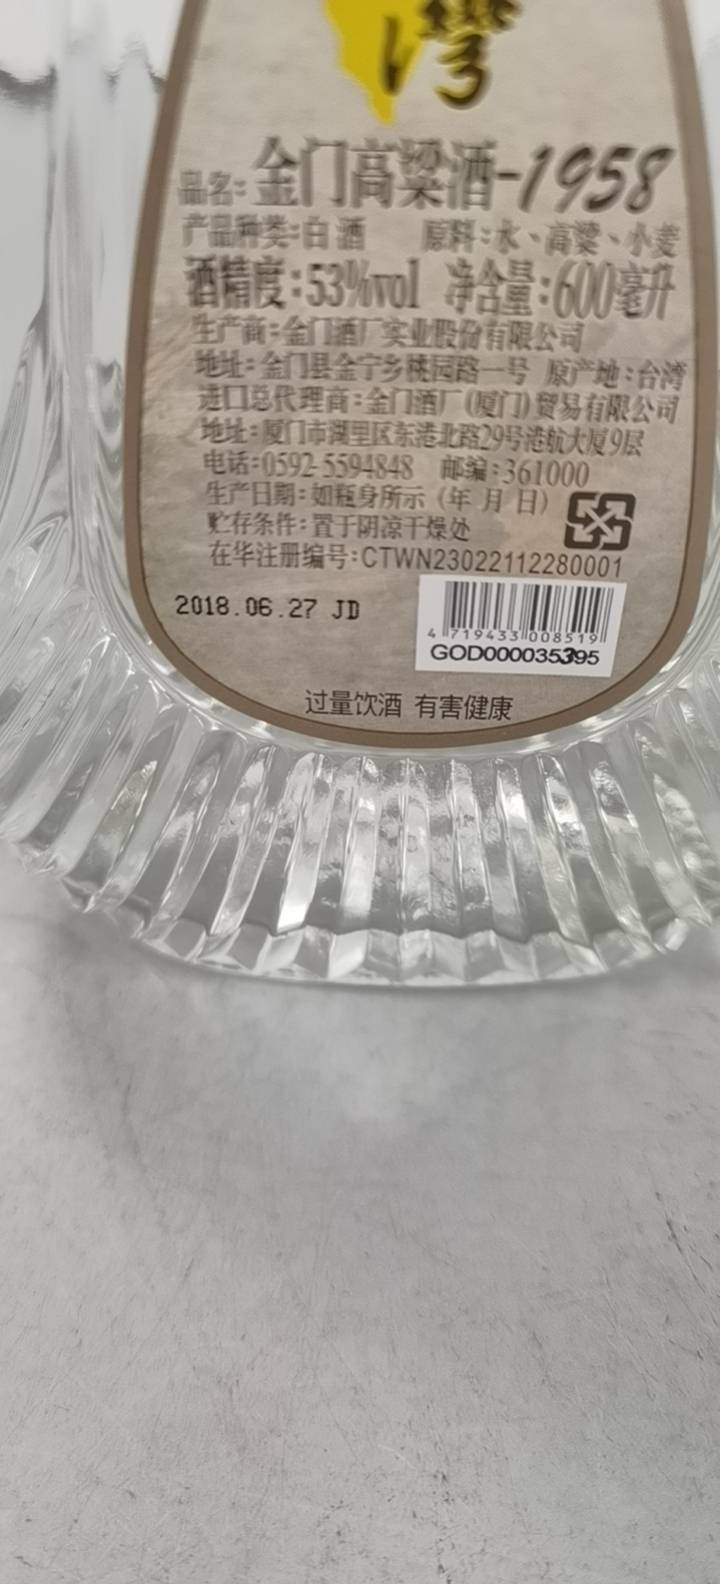 灣
品名:金门高粱酒-1958
产品种类:白酒 原料:水、高粱、小麦
酒精度:53%vol 净含量:600毫升
生产商:金门酒厂实业股份有限公司
地址:金门县金宁乡桃园路一号 原产地:台湾
进口总代理商:金门酒厂(厦门)贸易有限公司
地址:厦门市湖里区东港北路29号港航大厦9层
电话:0592-5594848 邮编:361000
生产日期:如瓶身所示(年 月 日)
贮存条件:置于阴凉干燥处
在华注册编号:CTWN23022112280001
2018.06.27 JD
4 719433 008519
GOD000035395
过量饮酒 有害健康